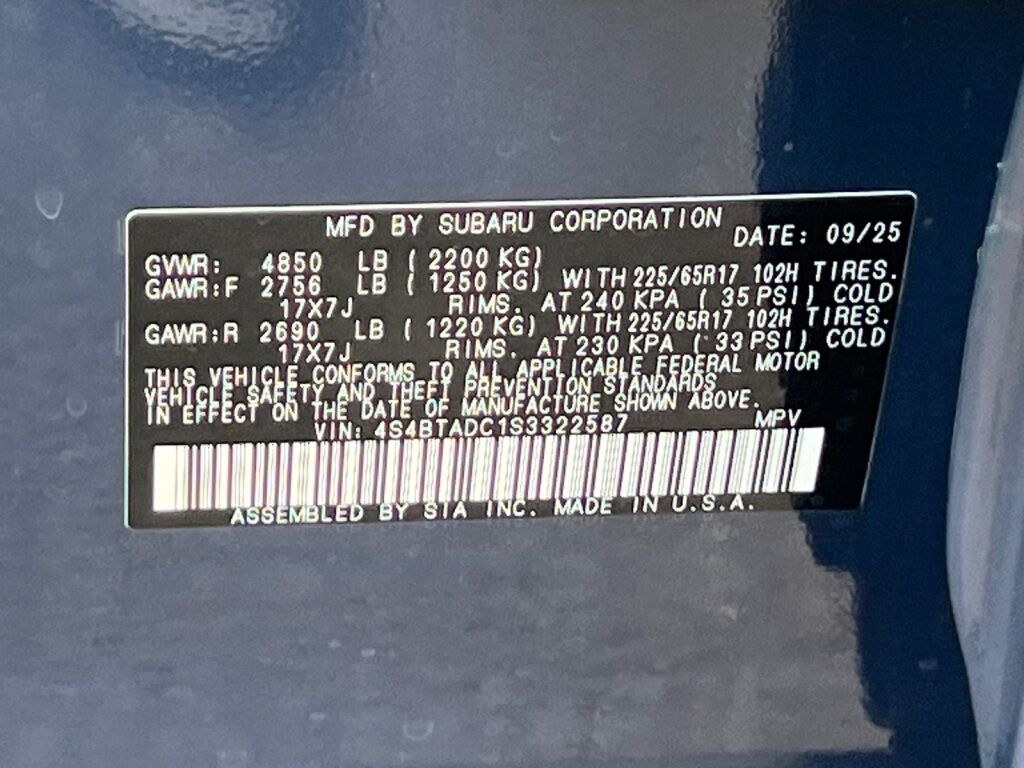 MFD BY SUBARU CORPORATION
DATE: 09/25
GVWR: 4850 LB ( 2200 KG)
GAWR:F 2756 LB ( 1250 KG) WITH 225/65R17 102H TIRES.
17X7J RIMS. AT 240 KPA ( 35 PSI) COLD
GAWR:R 2690 LB ( 1220 KG) WITH 225/65R17 102H TIRES.
17X7J RIMS. AT 230 KPA ( 33 PSI) COLD
THIS VEHICLE CONFORMS TO ALL APPLICABLE FEDERAL MOTOR
VEHICLE SAFETY AND THEFT PREVENTION STANDARDS
IN EFFECT ON THE DATE OF MANUFACTURE SHOWN ABOVE.
VIN: 4S4BTADC1S3322587 MPV
ASSEMBLED BY SIA INC. MADE IN U.S.A.